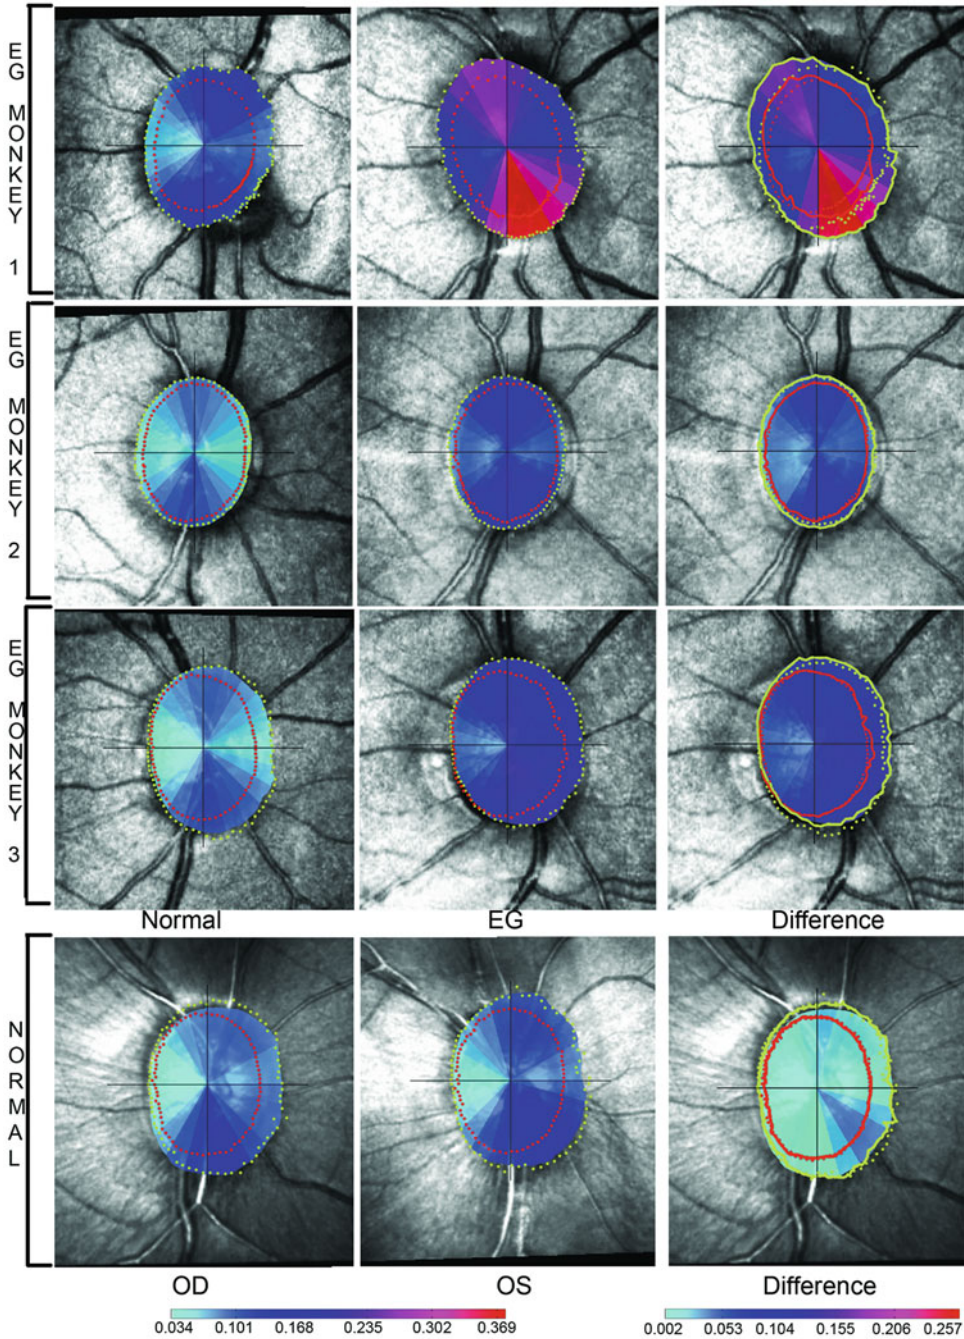 EG MONKEY 1
EG MONKEY 2
EG MONKEY 3
Normal EG Difference
NORMAL
OD OS Difference
0.034 0.101 0.168 0.235 0.302 0.369 0.002 0.053 0.104 0.155 0.206 0.257